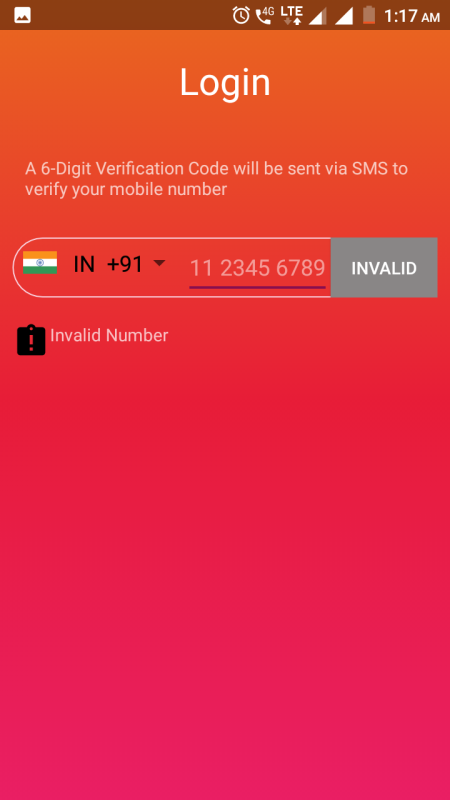 4G LTE 1:17 AM
Login
A 6-Digit Verification Code will be sent via SMS to
verify your mobile number
IN +91 11 2345 6789 INVALID
Invalid Number